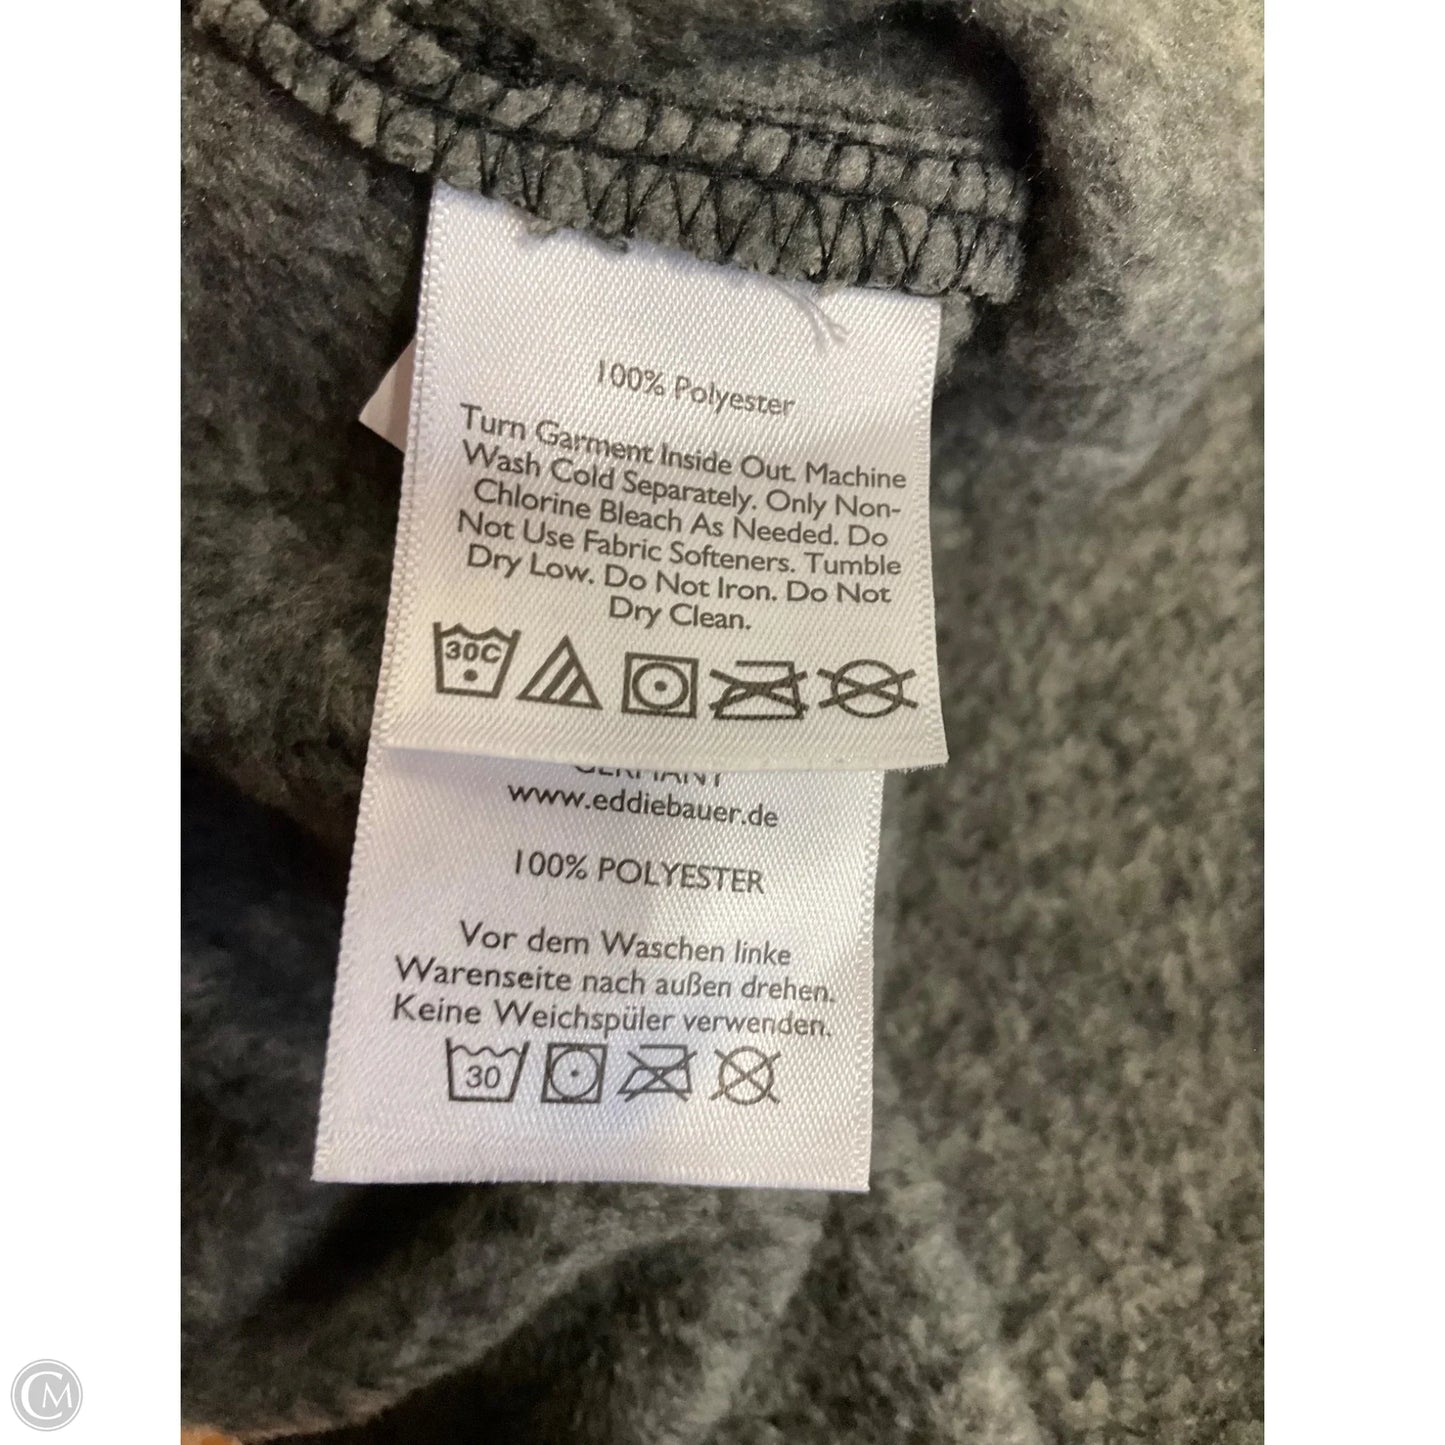 100% Polyester
Turn Garment Inside Out. Machine
Wash Cold Separately. Only Non-
Chlorine Bleach As Needed. Do
Not Use Fabric Softeners. Tumble
Dry Low. Do Not Iron. Do Not
Dry Clean.
30C
GERMANY
www.eddiebauer.de
100% POLYESTER
Vor dem Waschen linke
Warenseite nach außen drehen.
Keine Weichspüler verwenden.
30
CM